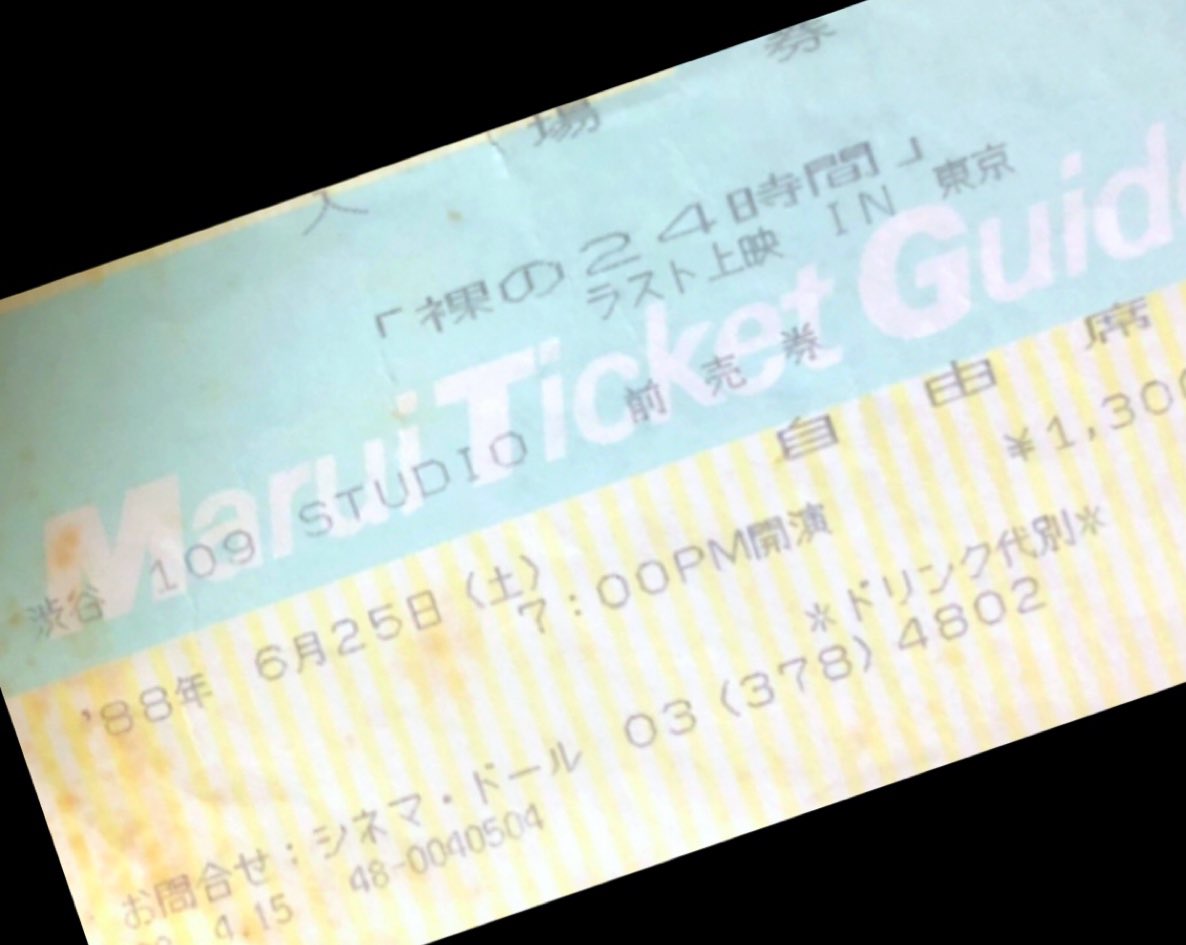 入場券
「裸の24時間」
ラスト上映 IN 東京
Marui Ticket Guide
前売券
渋谷 109 STUDIO
自由席
'88年 6月25日(土)
¥1,300
7:00PM開演
※ドリンク代別※
お問合せ:シネマ・ドール 03(378)4802
4.15 48-0040504